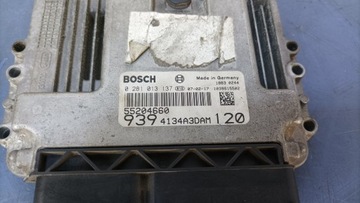 BOSCH
Made in Germany
0 281 013 137
55204660
939 4134A3DAM 120